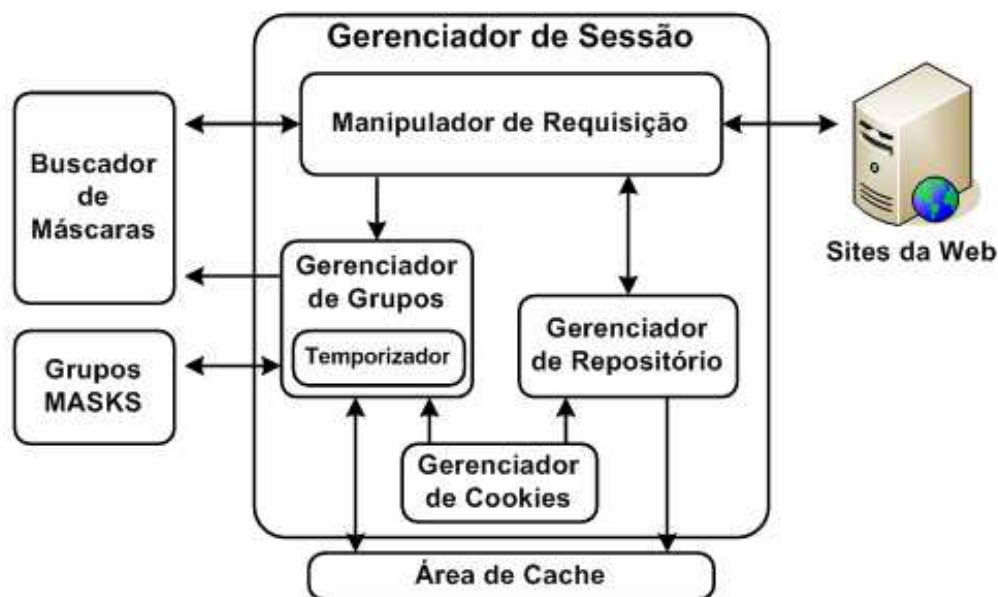 Gerenciador de Sessão
Manipulador de Requisição
Buscador
de
Máscaras
Sites da Web
Gerenciador
de Grupos
Temporizador
Gerenciador
de Repositório
Grupos
MASKS
Gerenciador
de Cookies
Área de Cache